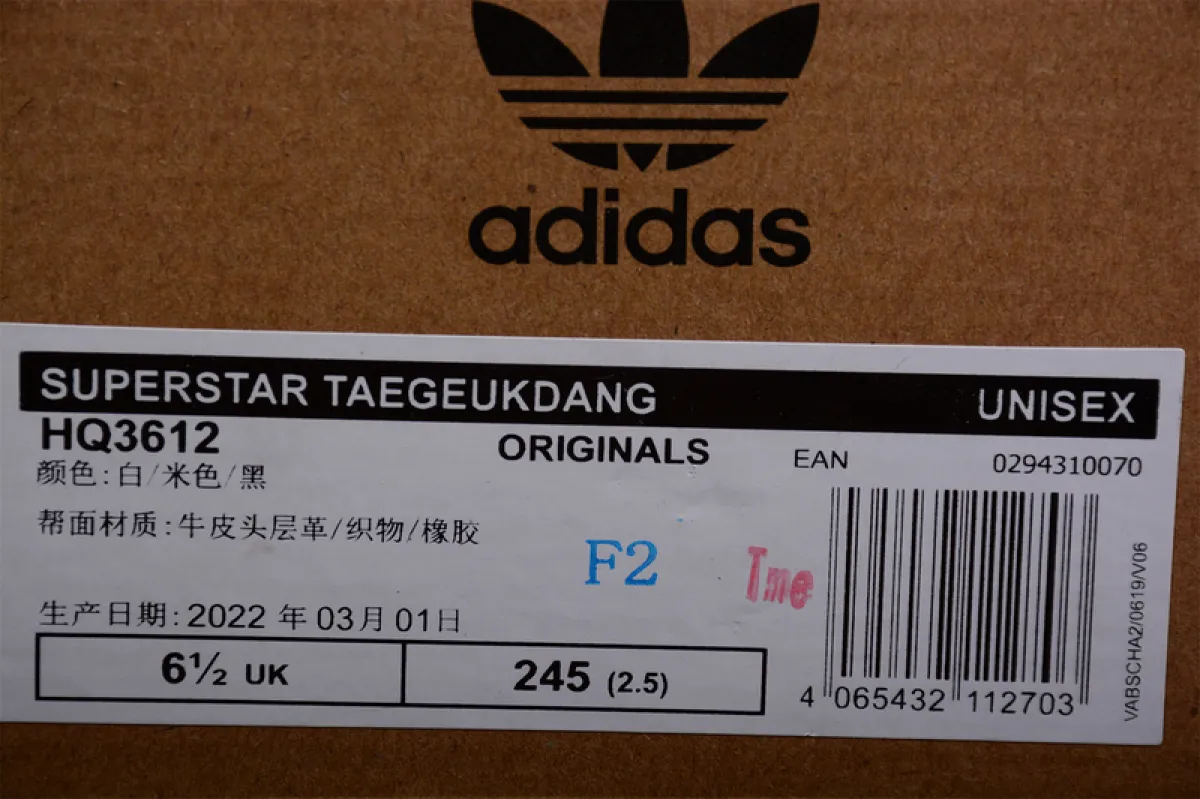 adidas
SUPERSTAR TAEGEUKDANG UNISEX
HQ3612 ORIGINALS EAN 0294310070
颜色:白/米色/黑
帮面材质:牛皮头层革/织物/橡胶
F2 Tme
生产日期:2022 年 03月 01日
6½ UK 245 (2.5)
4 065432 112703
VABSCHA2/0619/V06